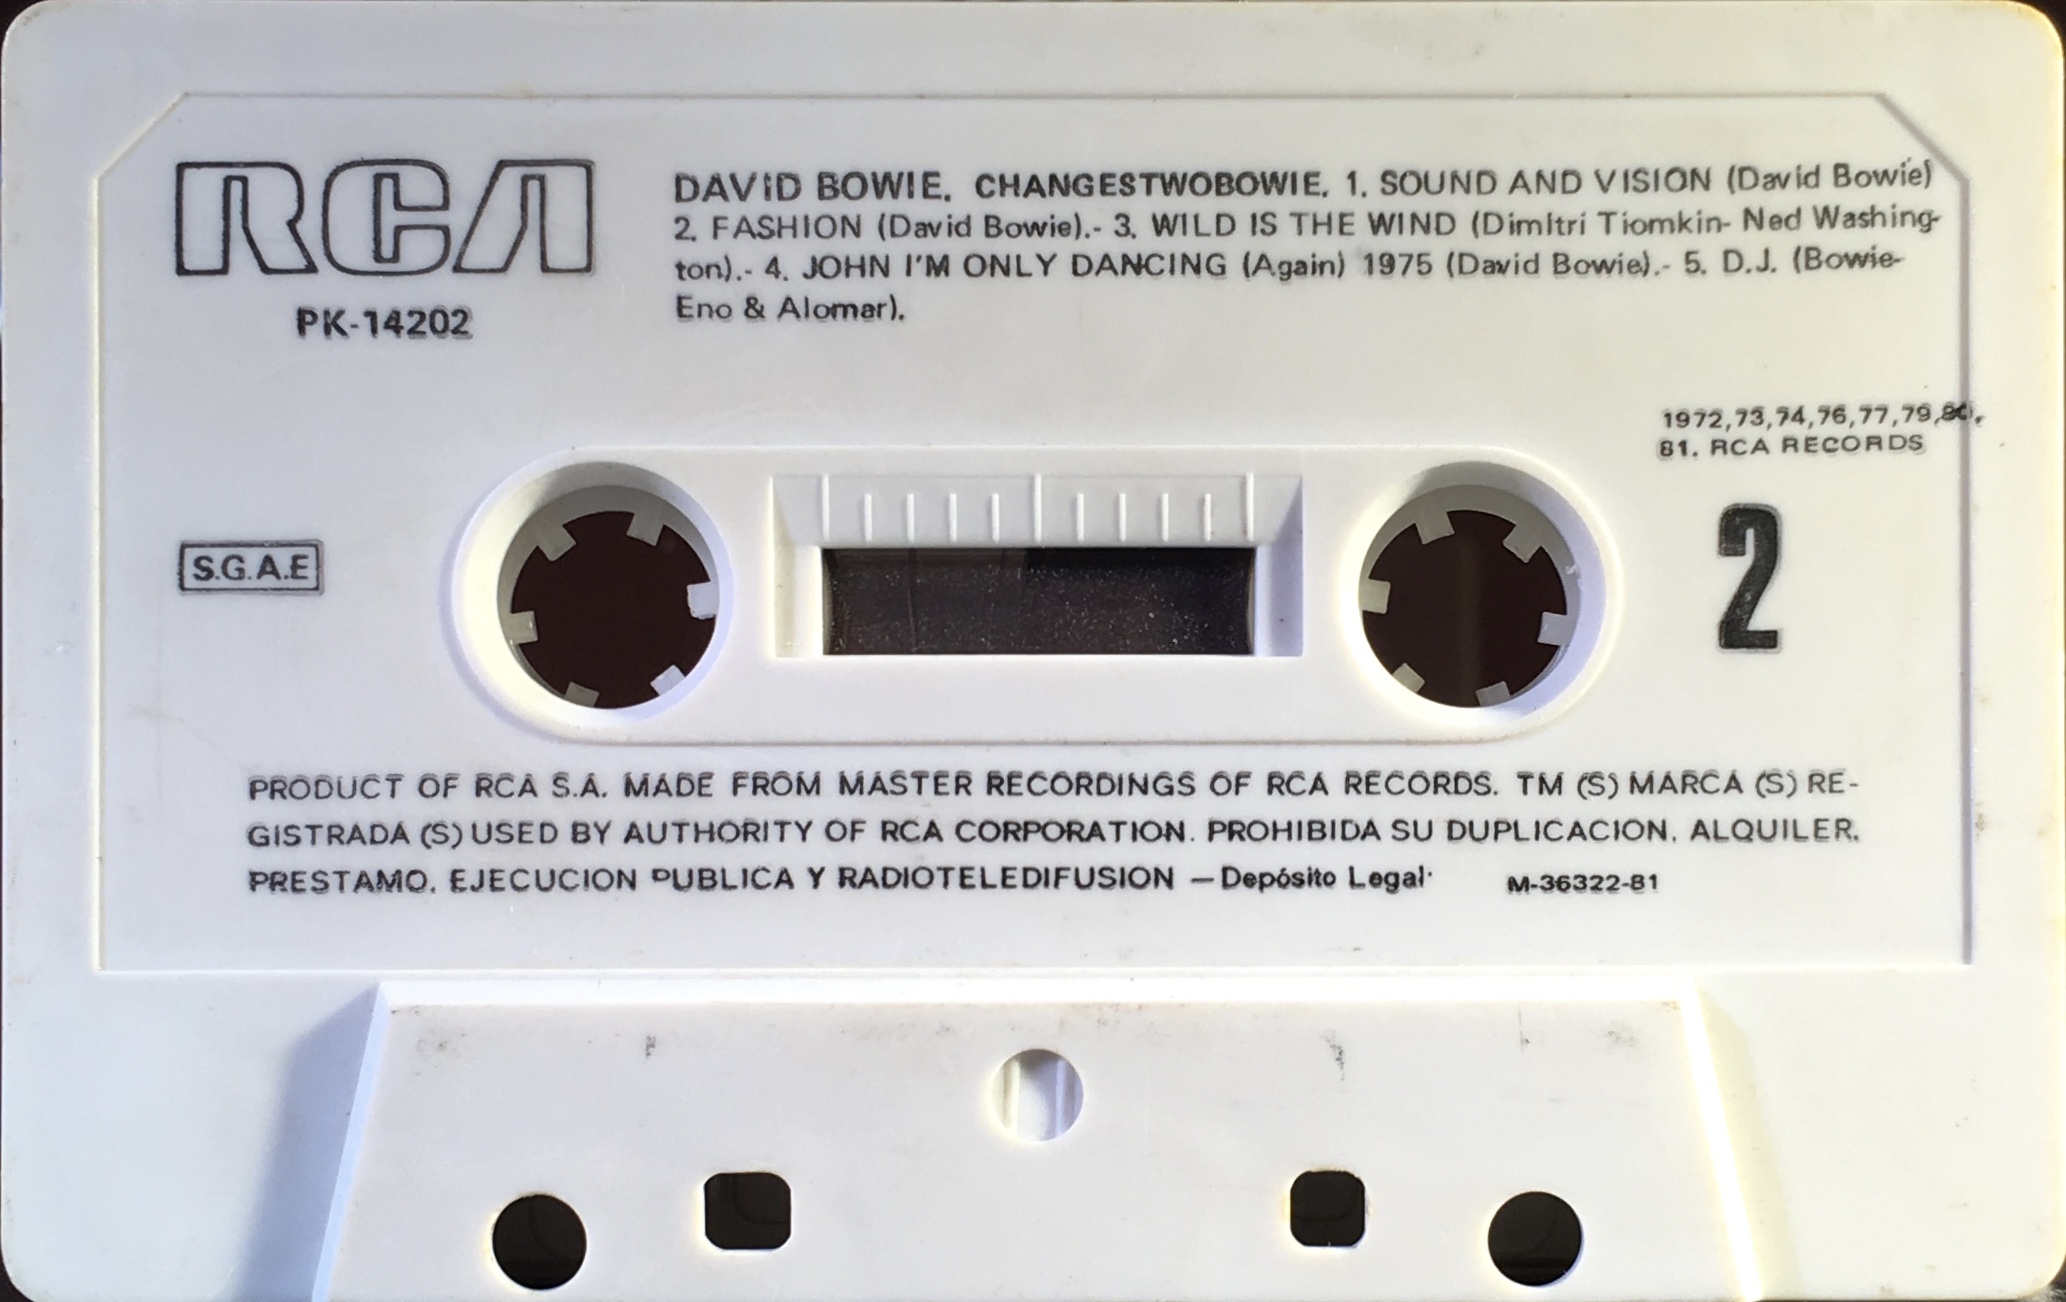 RCA
PK-14202
DAVID BOWIE. CHANGESTWOBOWIE. 1. SOUND AND VISION (David Bowie)
2. FASHION (David Bowie).- 3. WILD IS THE WIND (Dimitri Tiomkin- Ned Washing-
ton).- 4. JOHN I'M ONLY DANCING (Again) 1975 (David Bowie).- 5. D.J. (Bowie-
Eno & Alomar).
1972,73,74,76,77,79,80,
81. RCA RECORDS
S.G.A.E
2
PRODUCT OF RCA S.A. MADE FROM MASTER RECORDINGS OF RCA RECORDS. TM (S) MARCA (S) RE-
GISTRADA (S) USED BY AUTHORITY OF RCA CORPORATION. PROHIBIDA SU DUPLICACION. ALQUILER.
PRESTAMO. EJECUCION PUBLICA Y RADIOTELEDIFUSION — Depósito Legal· M-36322-81